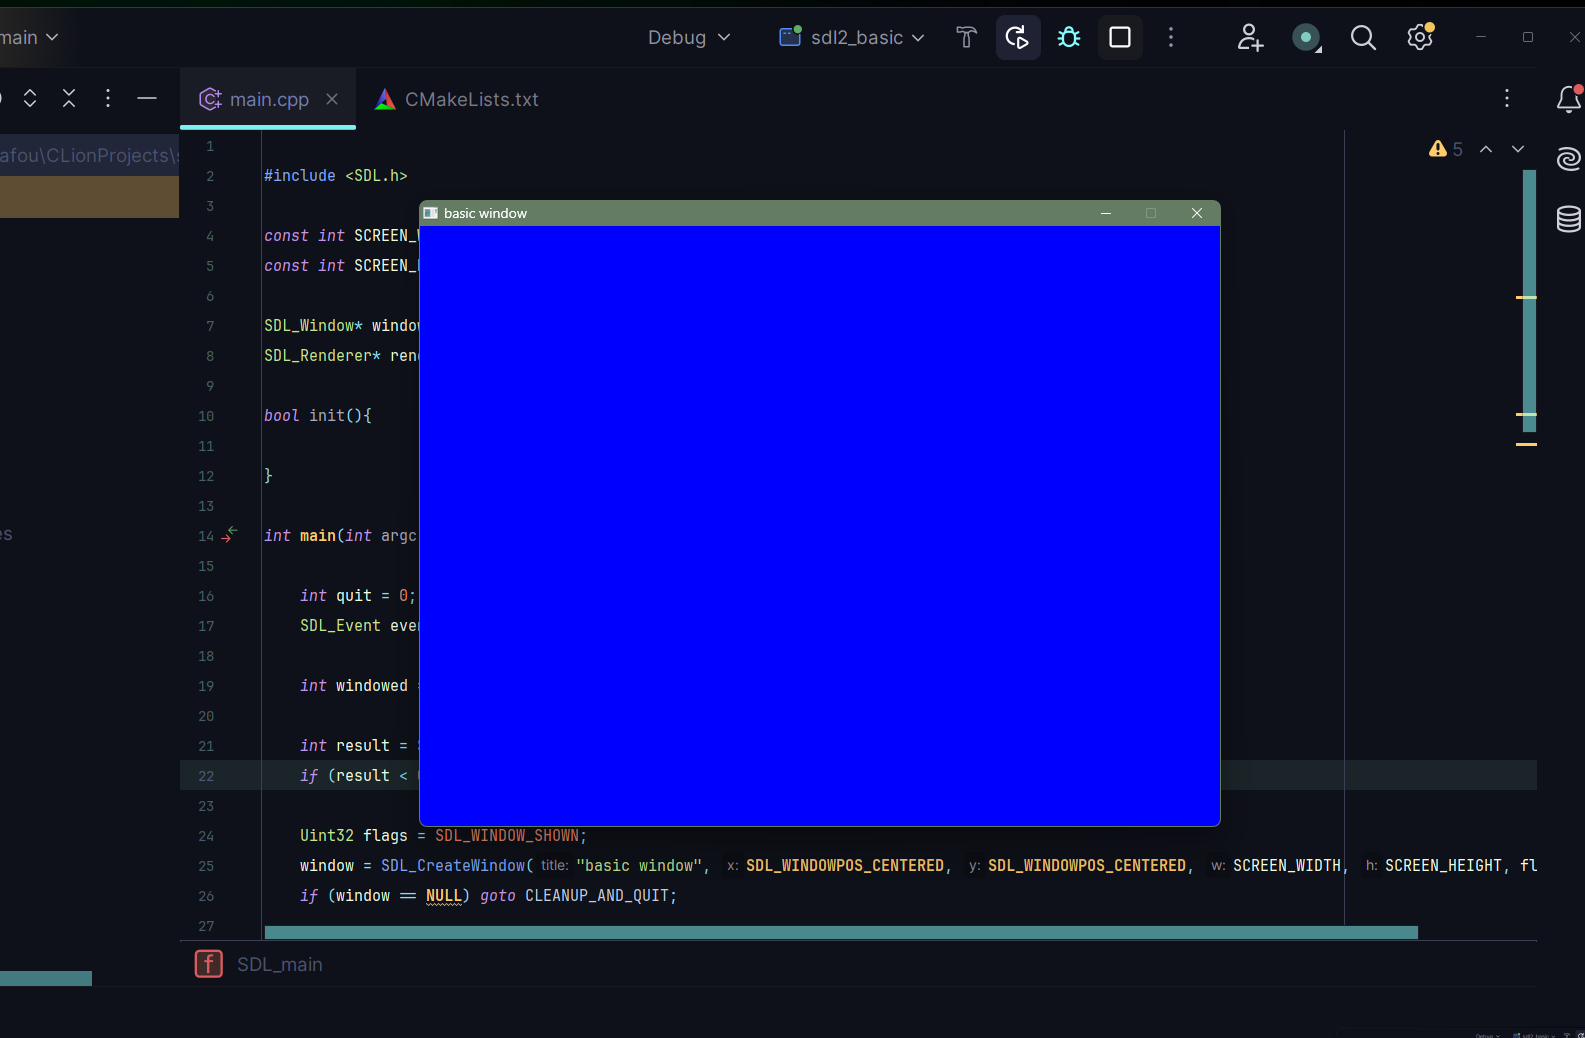 main
Debug
sdl2_basic
main.cpp
CMakeLists.txt
afou\CLionProjects\
5
1
2 #include <SDL.h>
3
basic window
4 const int SCREEN_
5 const int SCREEN_
6
7 SDL_Window* windo
8 SDL_Renderer* ren
9
10 bool init(){
11
12 }
13
14 int main(int argc
es
15
16 int quit = 0;
17 SDL_Event eve
18
19 int windowed
20
21 int result =
22 if (result <
23
24 Uint32 flags = SDL_WINDOW_SHOWN;
25 window = SDL_CreateWindow( title: "basic window", x: SDL_WINDOWPOS_CENTERED, y: SDL_WINDOWPOS_CENTERED, w: SCREEN_WIDTH, h: SCREEN_HEIGHT, fl
26 if (window == NULL) goto CLEANUP_AND_QUIT;
27
f SDL_main
Debug
sdl2_basic